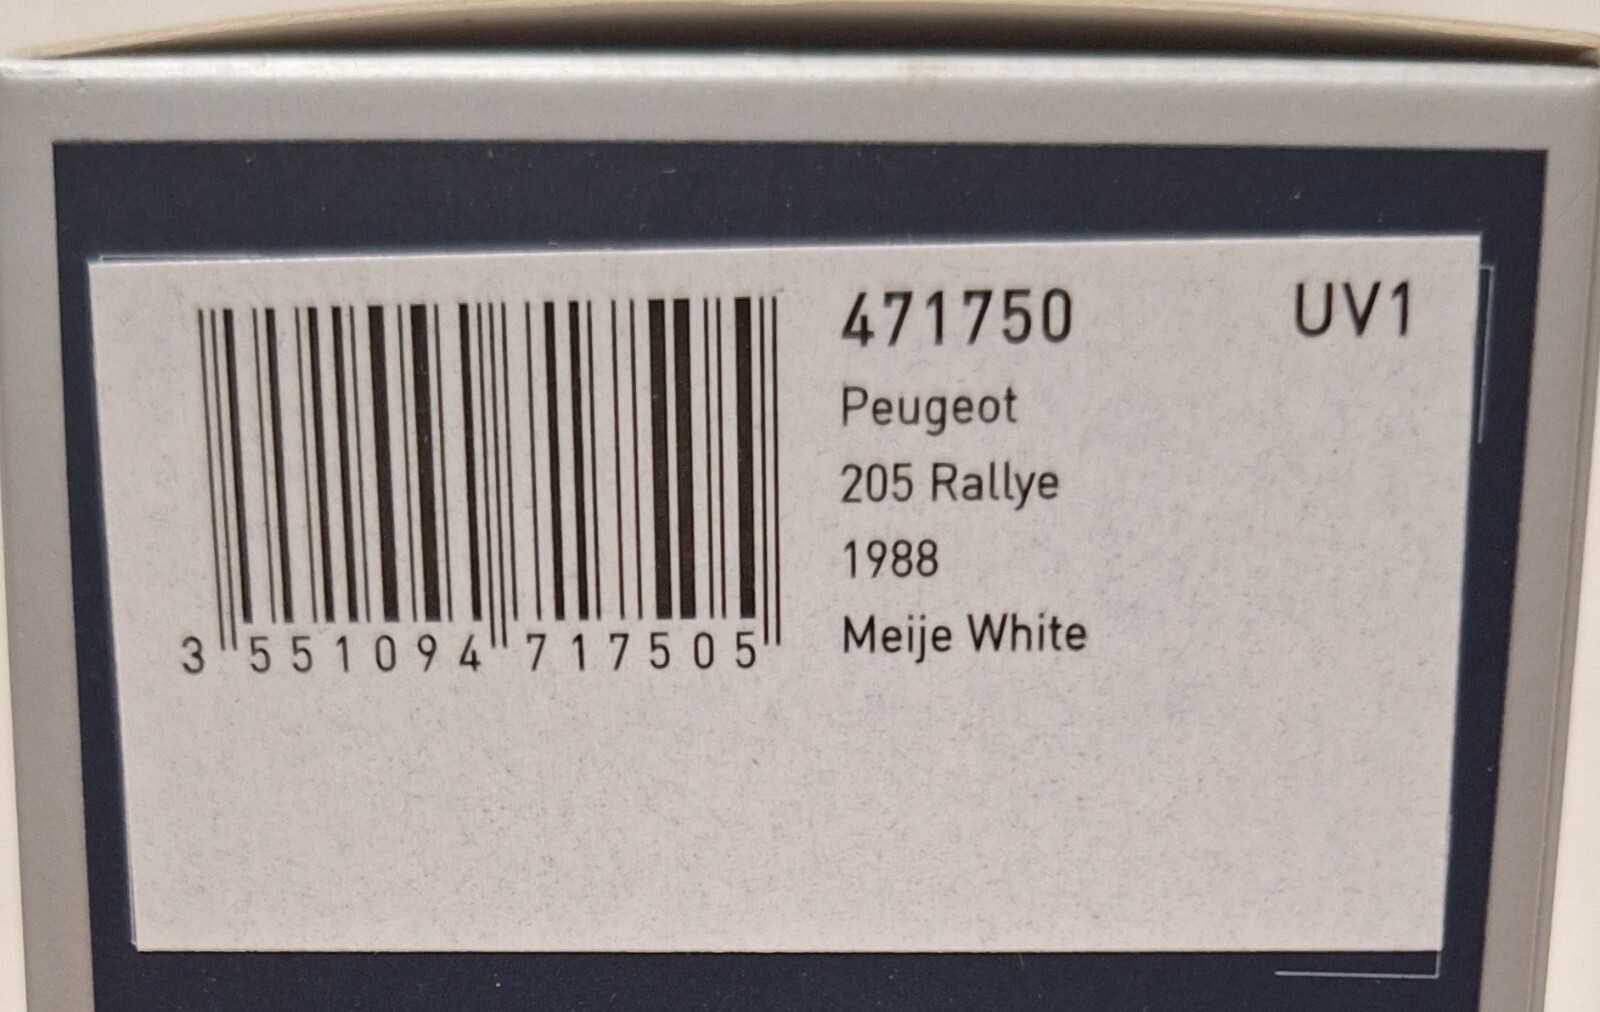 471750 UV1
Peugeot
205 Rallye
1988
Meije White
3 551094 717505